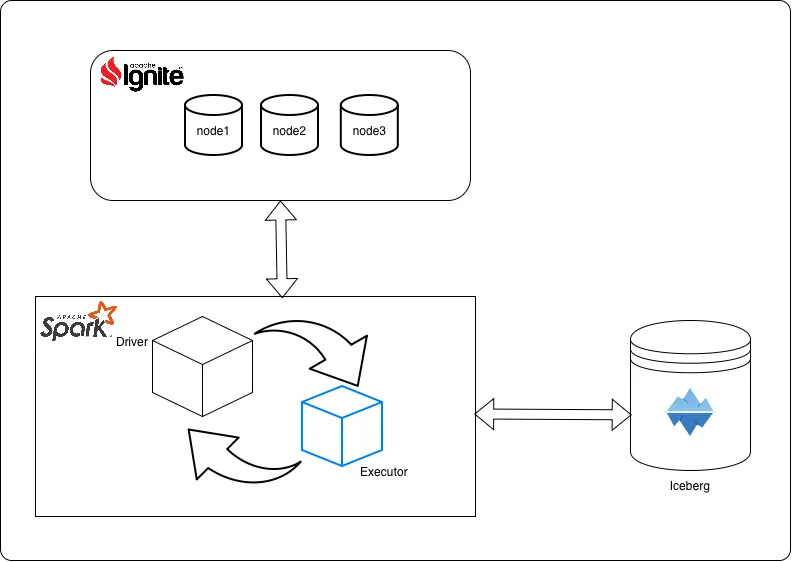 APACHE
Ignite
node1
node2
node3
APACHE
Spark
Driver
Executor
Iceberg